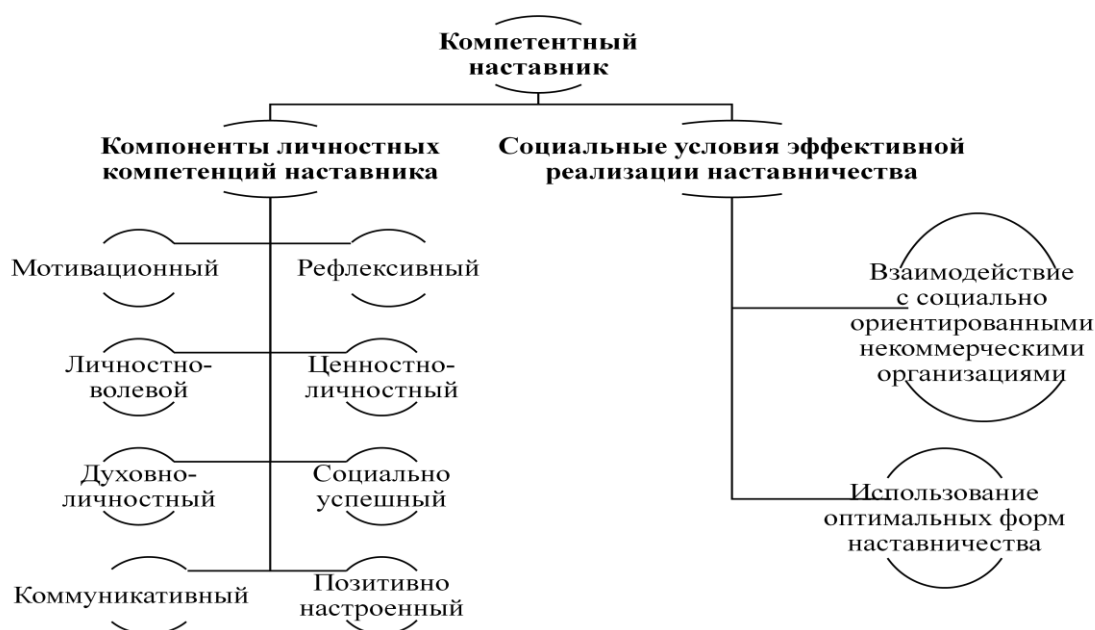 Компетентный
наставник
Компоненты личностных
компетенций наставника
Социальные условия эффективной
реализации наставничества
Мотивационный
Рефлексивный
Личностно-
волевой
Ценностно-
личностный
Духовно-
личностный
Социально
успешный
Коммуникативный
Позитивно
настроенный
Взаимодействие
с социально
ориентированными
некоммерческими
организациями
Использование
оптимальных форм
наставничества